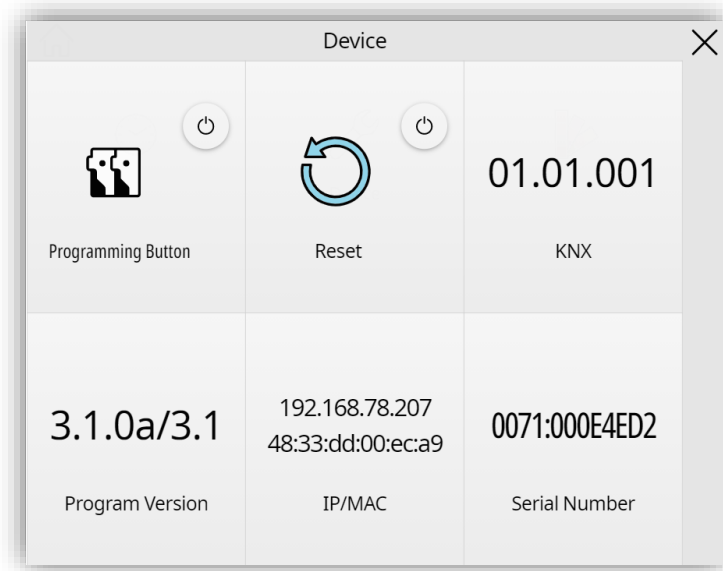 Device
01.01.001
Programming Button
Reset
KNX
3.1.0a/3.1
192.168.78.207
48:33:dd:00:ec:a9
0071:000E4ED2
Program Version
IP/MAC
Serial Number